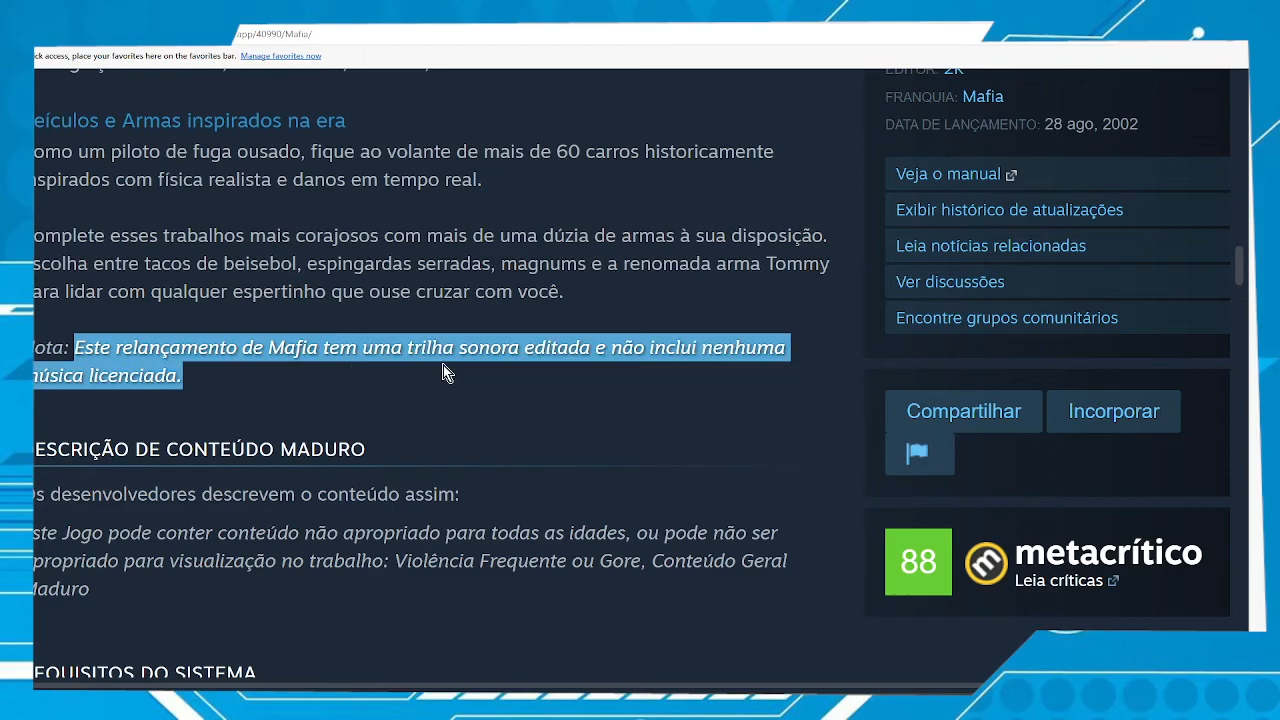 app/40990/Mafia/
ck access, place your favorites here on the favorites bar. Manage favorites now
EDITOR: 2K
FRANQUIA: Mafia
DATA DE LANÇAMENTO: 28 ago, 2002
eículos e Armas inspirados na era
omo um piloto de fuga ousado, fique ao volante de mais de 60 carros historicamente
nspirados com física realista e danos em tempo real.
omplete esses trabalhos mais corajosos com mais de uma dúzia de armas à sua disposição.
scolha entre tacos de beisebol, espingardas serradas, magnums e a renomada arma Tommy
ara lidar com qualquer espertinho que ouse cruzar com você.
ota: Este relançamento de Mafia tem uma trilha sonora editada e não inclui nenhuma
núsica licenciada.
ESCRIÇÃO DE CONTEÚDO MADURO
Os desenvolvedores descrevem o conteúdo assim:
ste Jogo pode conter conteúdo não apropriado para todas as idades, ou pode não ser
propriado para visualização no trabalho: Violência Frequente ou Gore, Conteúdo Geral
Maduro
EQUISITOS DO SISTEMA
Veja o manual
Exibir histórico de atualizações
Leia notícias relacionadas
Ver discussões
Encontre grupos comunitários
Compartilhar
Incorporar
88
m
metacrítico
Leia críticas